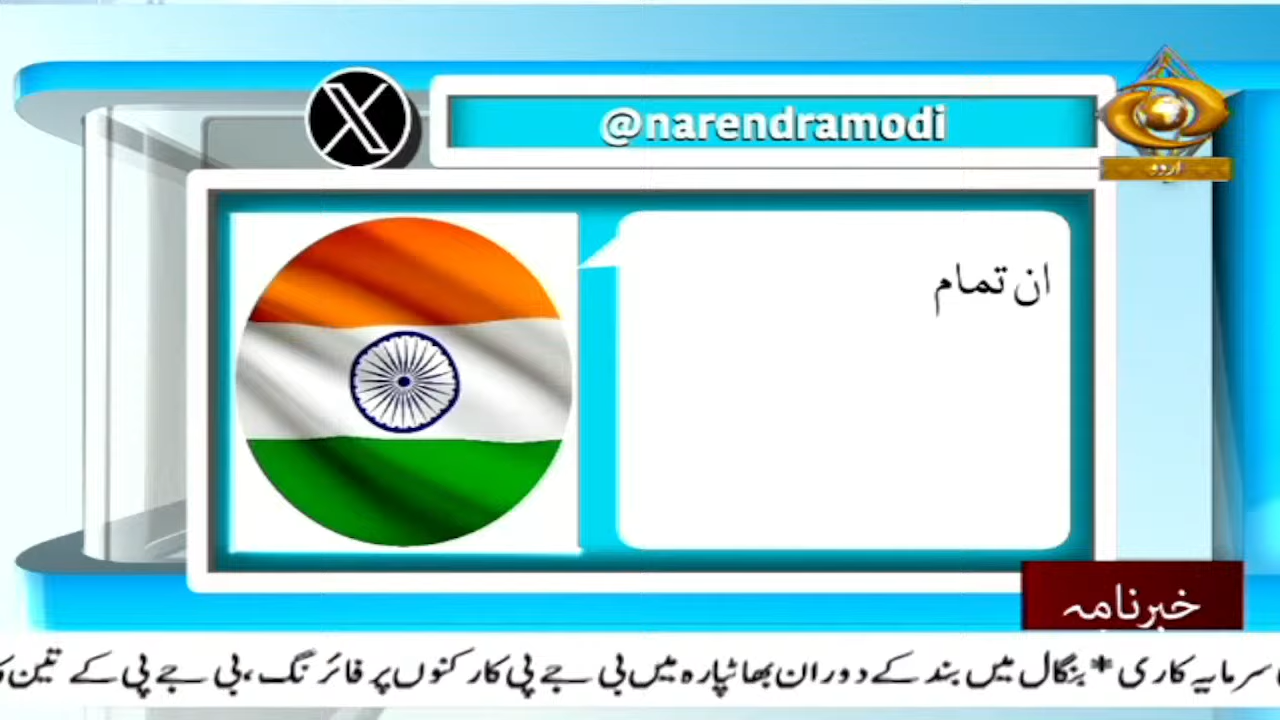 @narendramodi
اردو
ان تمام
خبرنامہ
سرمایہ کاری * بنگال میں بند کے دوران بھاٹپارہ میں بی جے پی کارکنوں پر فائرنگ، بی جے پی کے تین